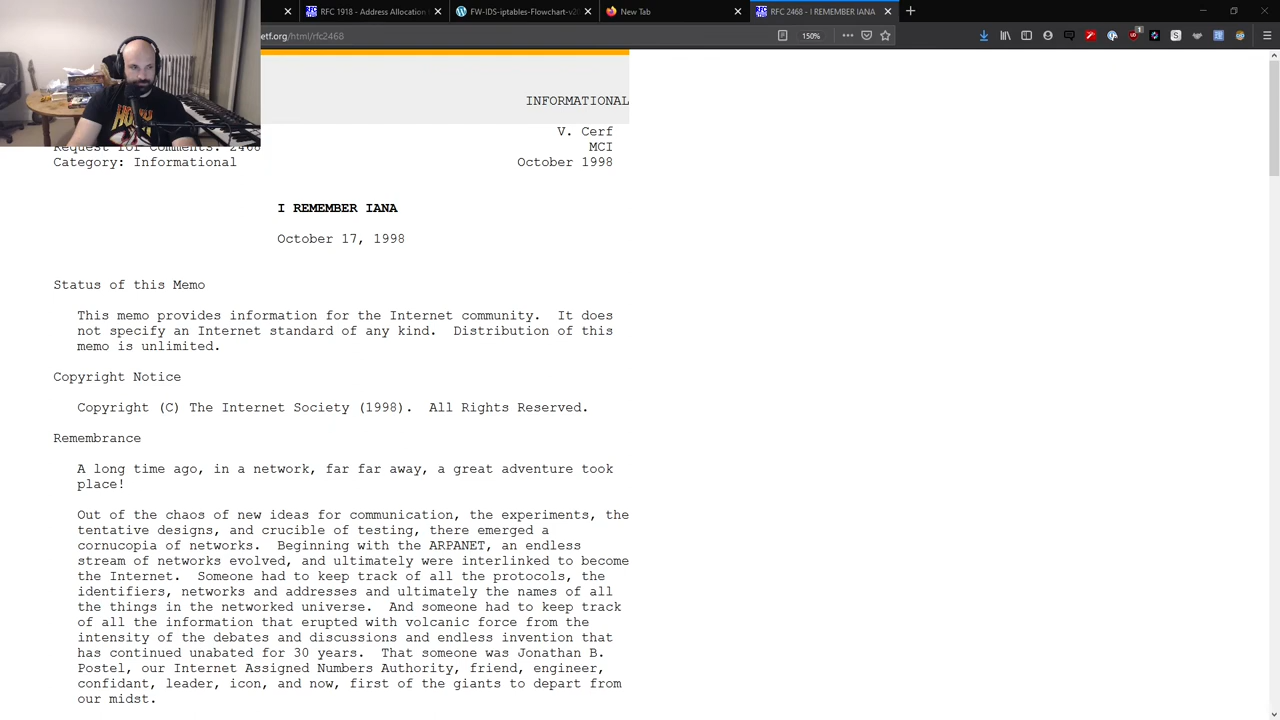 RFC 1918 - Address Allocation f
FW-IDS-iptables-Flowchart-v20
New Tab
RFC 2468 - I REMEMBER IANA
etf.org/html/rfc2468
150%
1
INFORMATIONAL
V. Cerf
Request for Comments: 2468
MCI
Category: Informational
October 1998
I REMEMBER IANA
October 17, 1998
Status of this Memo
This memo provides information for the Internet community. It does
not specify an Internet standard of any kind. Distribution of this
memo is unlimited.
Copyright Notice
Copyright (C) The Internet Society (1998). All Rights Reserved.
Remembrance
A long time ago, in a network, far far away, a great adventure took
place!
Out of the chaos of new ideas for communication, the experiments, the
tentative designs, and crucible of testing, there emerged a
cornucopia of networks. Beginning with the ARPANET, an endless
stream of networks evolved, and ultimately were interlinked to become
the Internet. Someone had to keep track of all the protocols, the
identifiers, networks and addresses and ultimately the names of all
the things in the networked universe. And someone had to keep track
of all the information that erupted with volcanic force from the
intensity of the debates and discussions and endless invention that
has continued unabated for 30 years. That someone was Jonathan B.
Postel, our Internet Assigned Numbers Authority, friend, engineer,
confidant, leader, icon, and now, first of the giants to depart from
our midst.